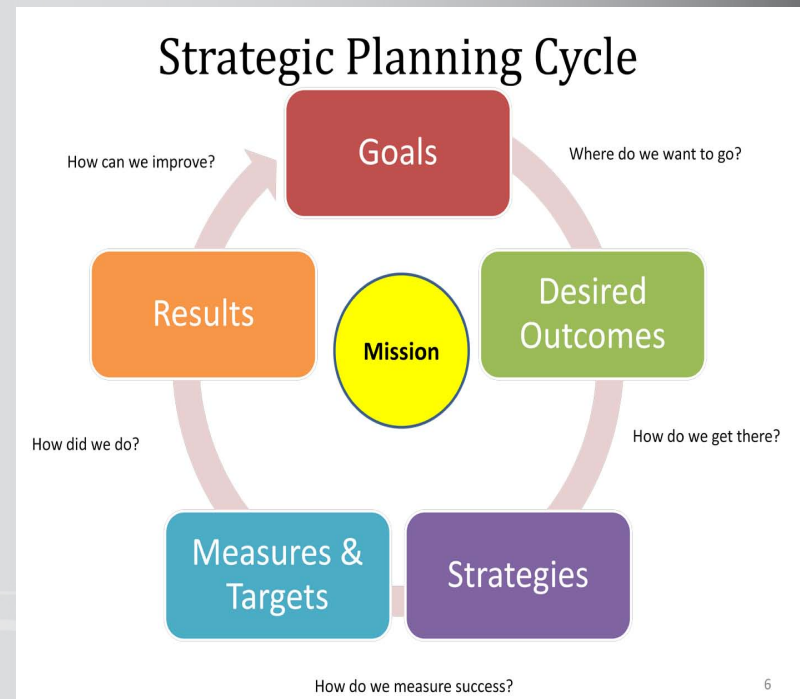 Strategic Planning Cycle
Goals
How can we improve?
Where do we want to go?
Results
Desired
Outcomes
Mission
How did we do?
How do we get there?
Measures &
Targets
Strategies
How do we measure success?
6